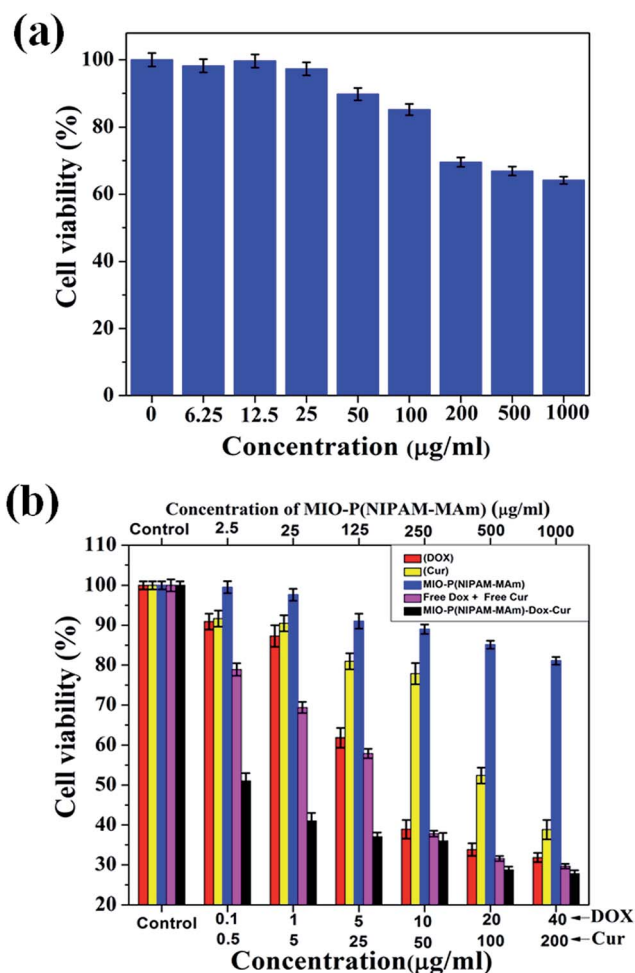 (a)
Cell viability (%)
100
80
60
40
20
0
0 6.25 12.5 25 50 100 200 500 1000
Concentration (μg/ml)
(b)
Concentration of MIO-P(NIPAM-MAm) (μg/ml)
Control 2.5 25 125 250 500 1000
Cell viability (%)
110
100
90
80
70
60
50
40
30
20
(DOX)
(Cur)
MIO-P(NIPAM-MAm)
Free Dox + Free Cur
MIO-P(NIPAM-MAm)-Dox-Cur
Control 0.1 1 5 10 20 40 DOX
0.5 5 25 50 100 200 Cur
Concentration(μg/ml)